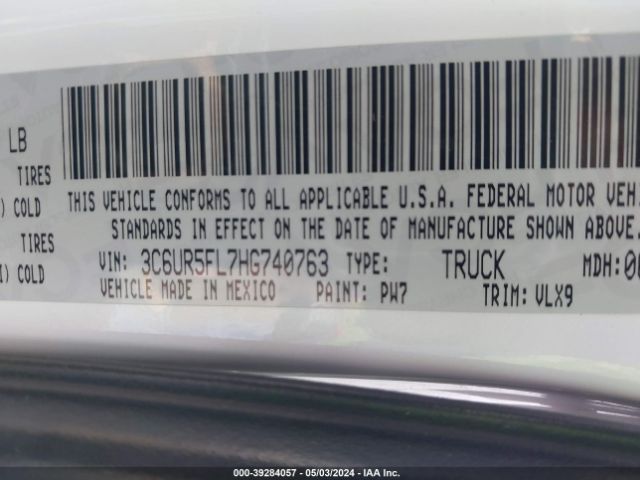 LB
TIRES
) COLD
TIRES
I) COLD
THIS VEHICLE CONFORMS TO ALL APPLICABLE U.S.A. FEDERAL MOTOR VEHI
STANDARDS IN EFFECT ON THE DATE OF MANUFACTURE SHOWN ABOVE.
VIN: 3C6UR5FL7HG740763 TYPE: TRUCK MDH:
VEHICLE MADE IN MEXICO PAINT: PW7 TRIM: VLX9
000-39284057 - 05/03/2024 - IAA Inc.